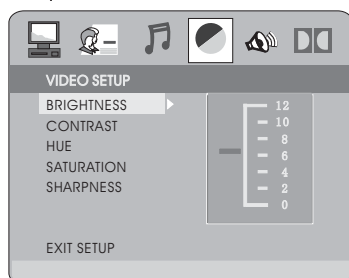 VIDEO SETUP
BRIGHTNESS
CONTRAST
HUE
SATURATION
SHARPNESS
12
10
8
6
4
2
0
EXIT SETUP